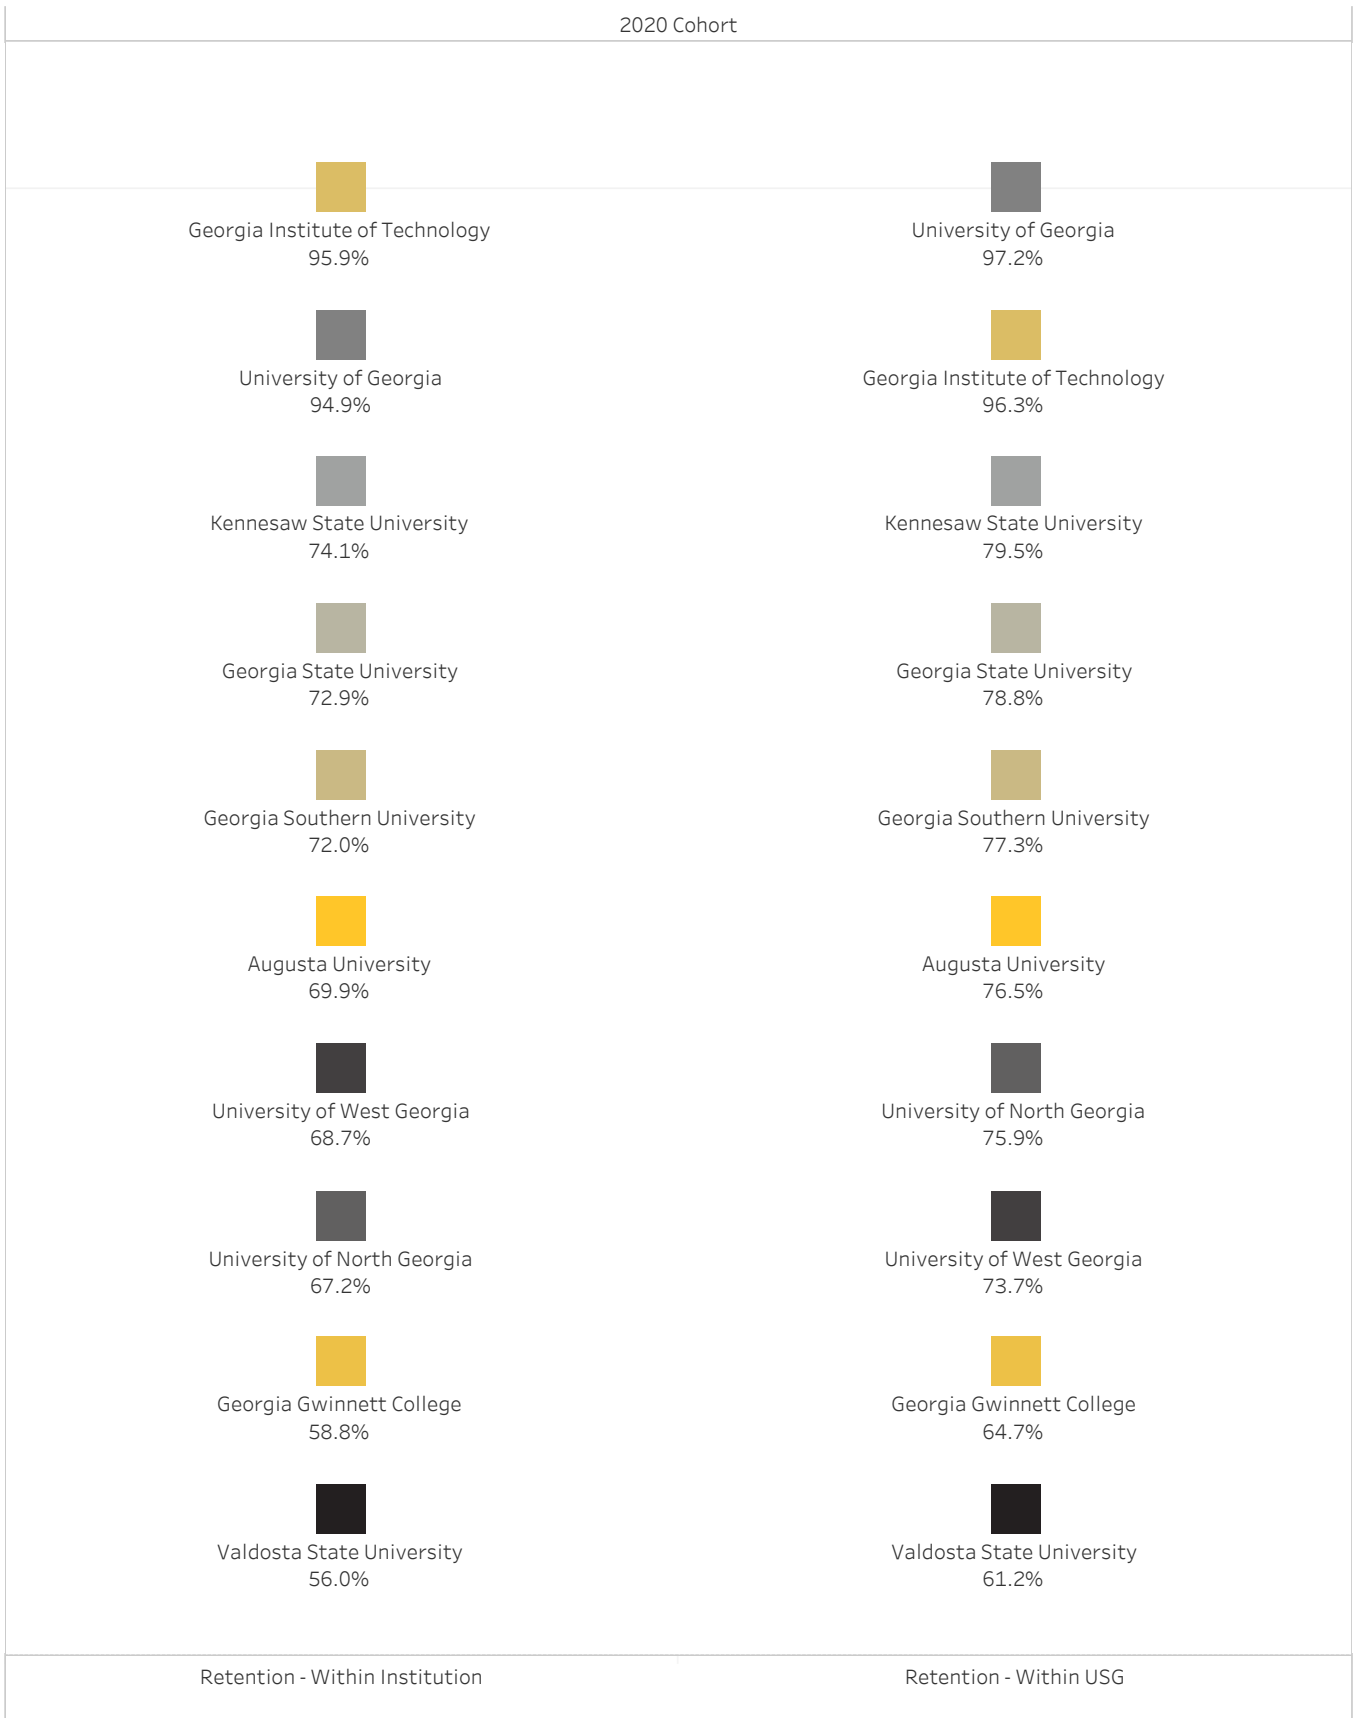 2020 Cohort
Georgia Institute of Technology
95.9%
University of Georgia
97.2%
University of Georgia
94.9%
Georgia Institute of Technology
96.3%
Kennesaw State University
74.1%
Kennesaw State University
79.5%
Georgia State University
72.9%
Georgia State University
78.8%
Georgia Southern University
72.0%
Georgia Southern University
77.3%
Augusta University
69.9%
Augusta University
76.5%
University of West Georgia
68.7%
University of North Georgia
75.9%
University of North Georgia
67.2%
University of West Georgia
73.7%
Georgia Gwinnett College
58.8%
Georgia Gwinnett College
64.7%
Valdosta State University
56.0%
Valdosta State University
61.2%
Retention - Within Institution
Retention - Within USG